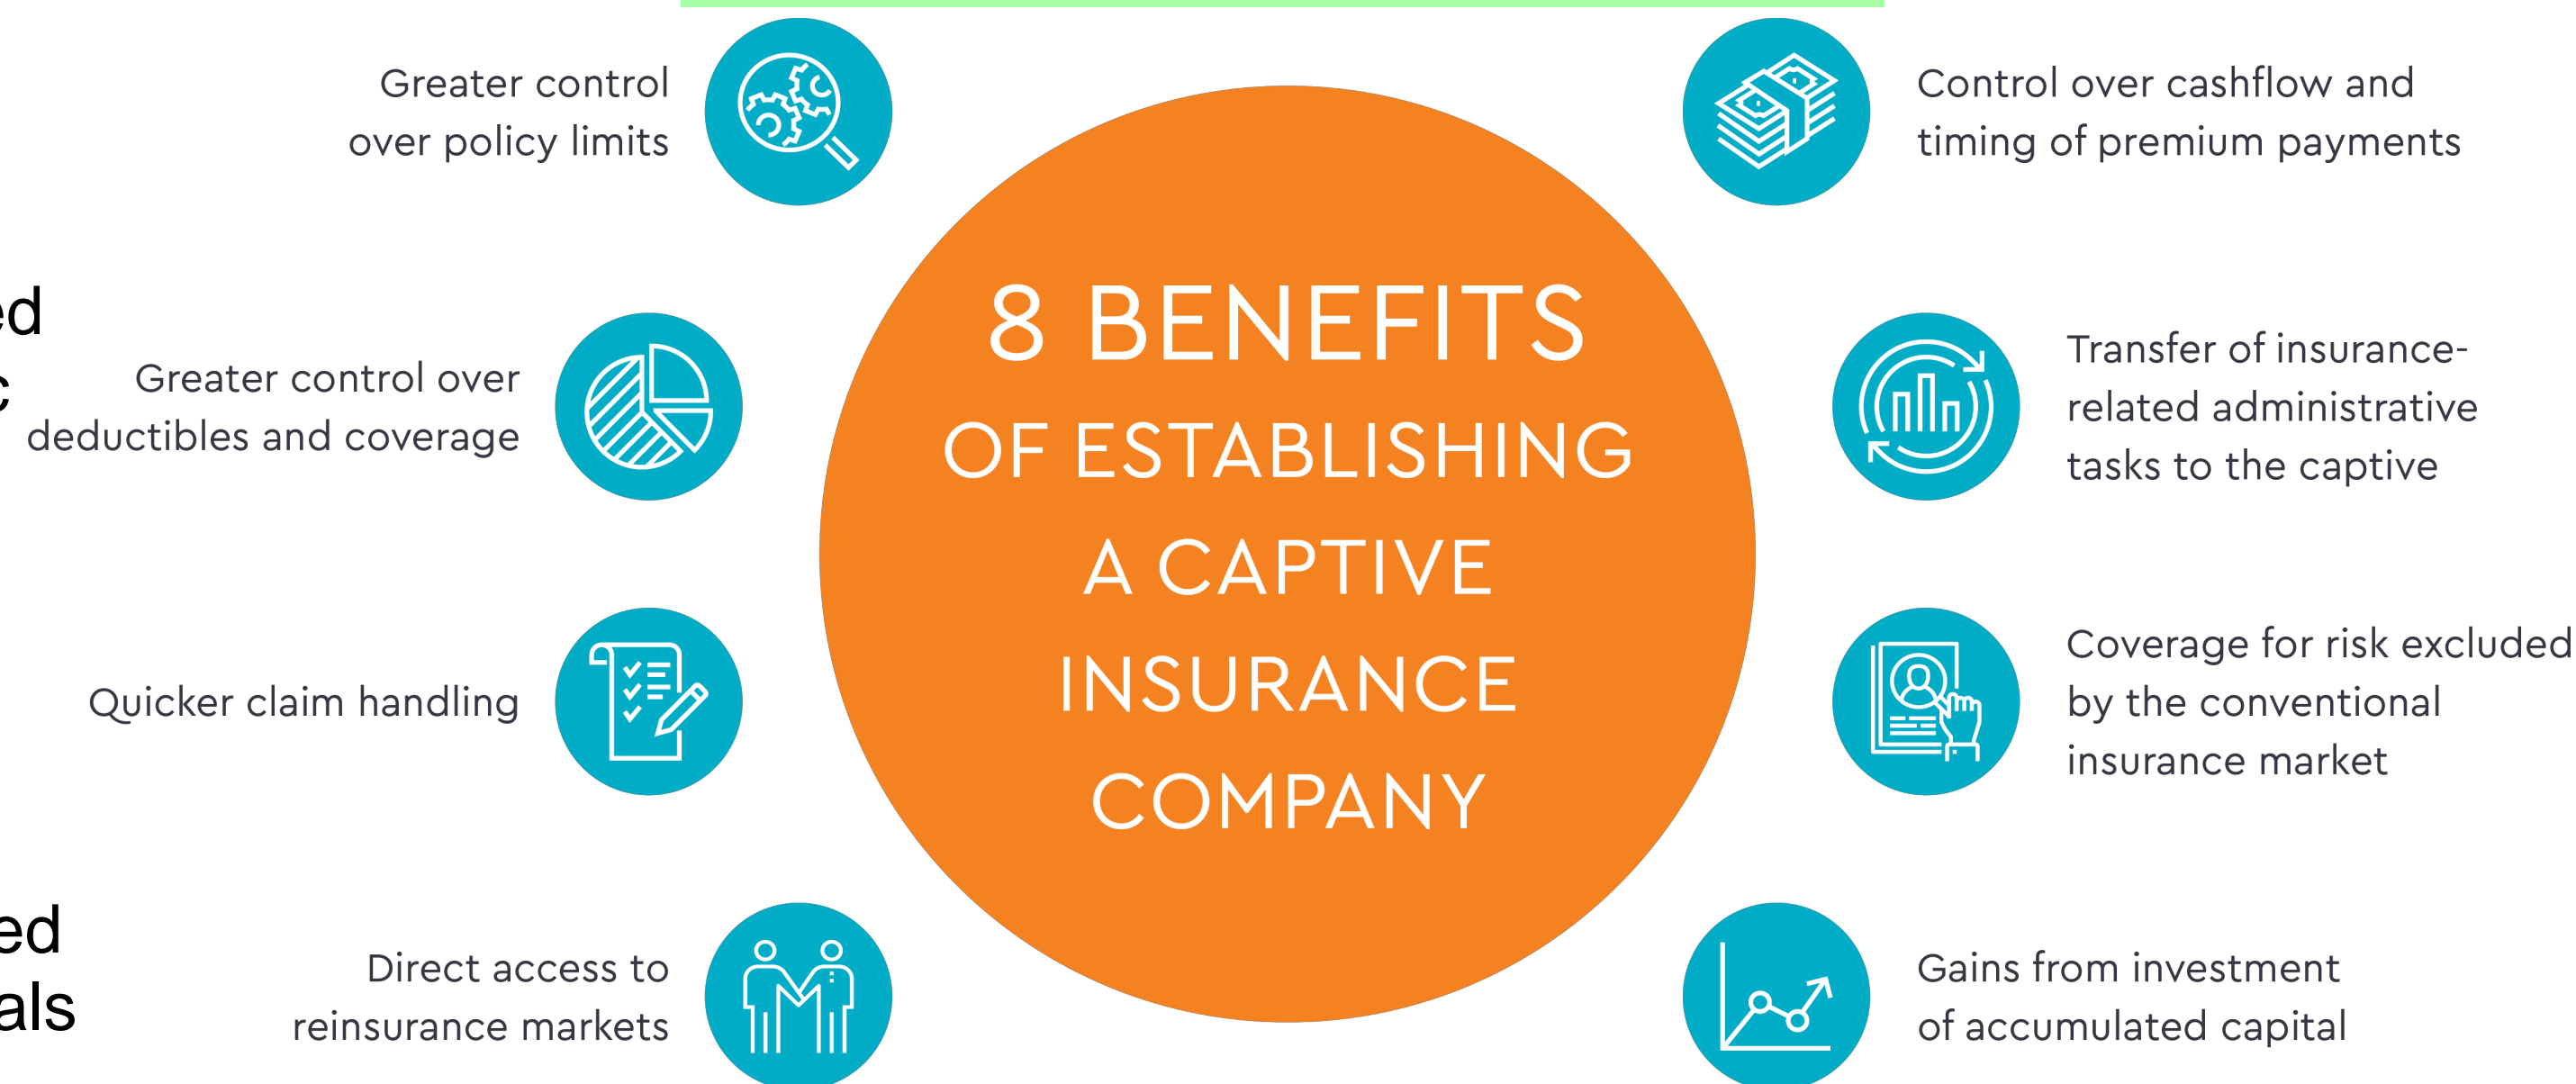 Greater control
over policy limits
Greater control over
deductibles and coverage
Quicker claim handling
Direct access to
reinsurance markets
8 BENEFITS
OF ESTABLISHING
A CAPTIVE
INSURANCE
COMPANY
Control over cashflow and
timing of premium payments
Transfer of insurance-
related administrative
tasks to the captive
Coverage for risk excluded
by the conventional
insurance market
Gains from investment
of accumulated capital